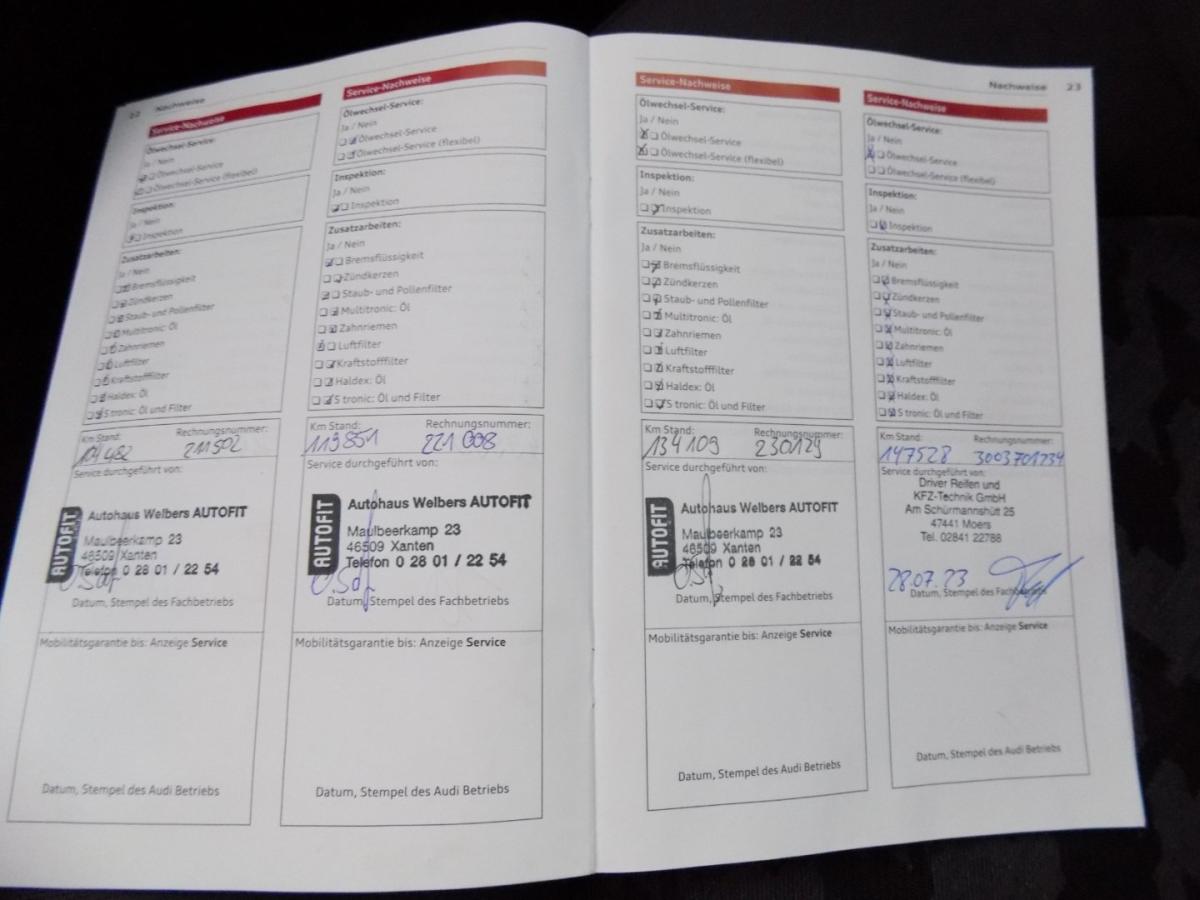 22 Nachweise
Service-Nachweise
Ölwechsel-Service:
Ja / Nein
Ölwechsel-Service
Ölwechsel-Service (flexibel)
Inspektion:
Ja / Nein
Inspektion
Zusatzarbeiten:
Ja / Nein
Bremsflüssigkeit
Zündkerzen
Staub- und Pollenfilter
Multitronic: Öl
Zahnriemen
Luftfilter
Kraftstofffilter
Haldex: Öl
S tronic: Öl und Filter
Km Stand: Rechnungsnummer:
104482 211502
Service durchgeführt von:
AUTOFIT
Autohaus Welbers AUTOFIT
Maulbeerkamp 23
46509 Xanten
Telefon 0 28 01 / 22 54
Datum, Stempel des Fachbetriebs
Mobilitätsgarantie bis: Anzeige Service
Datum, Stempel des Audi Betriebs
Service-Nachweise
Ölwechsel-Service:
Ja / Nein
Ölwechsel-Service
Ölwechsel-Service (flexibel)
Inspektion:
Ja / Nein
Inspektion
Zusatzarbeiten:
Ja / Nein
Bremsflüssigkeit
Zündkerzen
Staub- und Pollenfilter
Multitronic: Öl
Zahnriemen
Luftfilter
Kraftstofffilter
Haldex: Öl
S tronic: Öl und Filter
Km Stand: Rechnungsnummer:
119851 221008
Service durchgeführt von:
AUTOFIT
Autohaus Welbers AUTOFIT
Maulbeerkamp 23
46509 Xanten
Telefon 0 28 01 / 22 54
Datum, Stempel des Fachbetriebs
Mobilitätsgarantie bis: Anzeige Service
Datum, Stempel des Audi Betriebs
Nachweise 23
Service-Nachweise
Ölwechsel-Service:
Ja / Nein
Ölwechsel-Service
Ölwechsel-Service (flexibel)
Inspektion:
Ja / Nein
Inspektion
Zusatzarbeiten:
Ja / Nein
Bremsflüssigkeit
Zündkerzen
Staub- und Pollenfilter
Multitronic: Öl
Zahnriemen
Luftfilter
Kraftstofffilter
Haldex: Öl
S tronic: Öl und Filter
Km Stand: Rechnungsnummer:
134109 230129
Service durchgeführt von:
AUTOFIT
Autohaus Welbers AUTOFIT
Maulbeerkamp 23
46509 Xanten
Telefon 0 28 01 / 22 54
Datum, Stempel des Fachbetriebs
Mobilitätsgarantie bis: Anzeige Service
Datum, Stempel des Audi Betriebs
Service-Nachweise
Ölwechsel-Service:
Ja / Nein
Ölwechsel-Service
Ölwechsel-Service (flexibel)
Inspektion:
Ja / Nein
Inspektion
Zusatzarbeiten:
Ja / Nein
Bremsflüssigkeit
Zündkerzen
Staub- und Pollenfilter
Multitronic: Öl
Zahnriemen
Luftfilter
Kraftstofffilter
Haldex: Öl
S tronic: Öl und Filter
Km Stand: Rechnungsnummer:
147528 3003701234
Service durchgeführt von:
Driver Reifen und
KFZ-Technik GmbH
Am Schürmannshütt 25
47441 Moers
Tel. 02841 22788
28.07.23
Datum, Stempel des Fachbetriebs
Mobilitätsgarantie bis: Anzeige Service
Datum, Stempel des Audi Betriebs